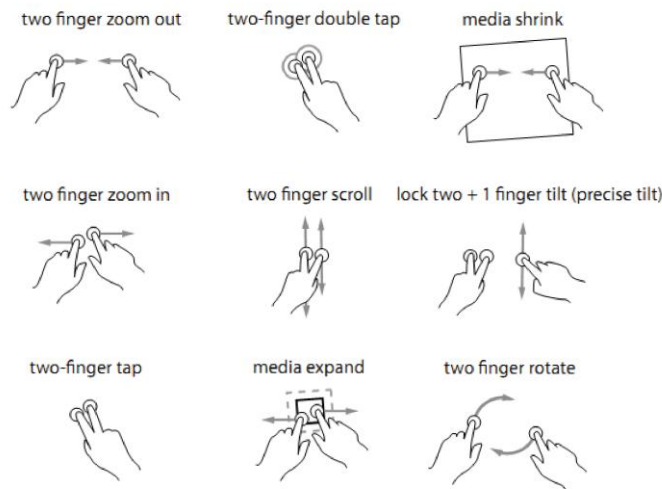 two finger zoom out
two-finger double tap
media shrink
two finger zoom in
two finger scroll
lock two + 1 finger tilt (precise tilt)
two-finger tap
media expand
two finger rotate